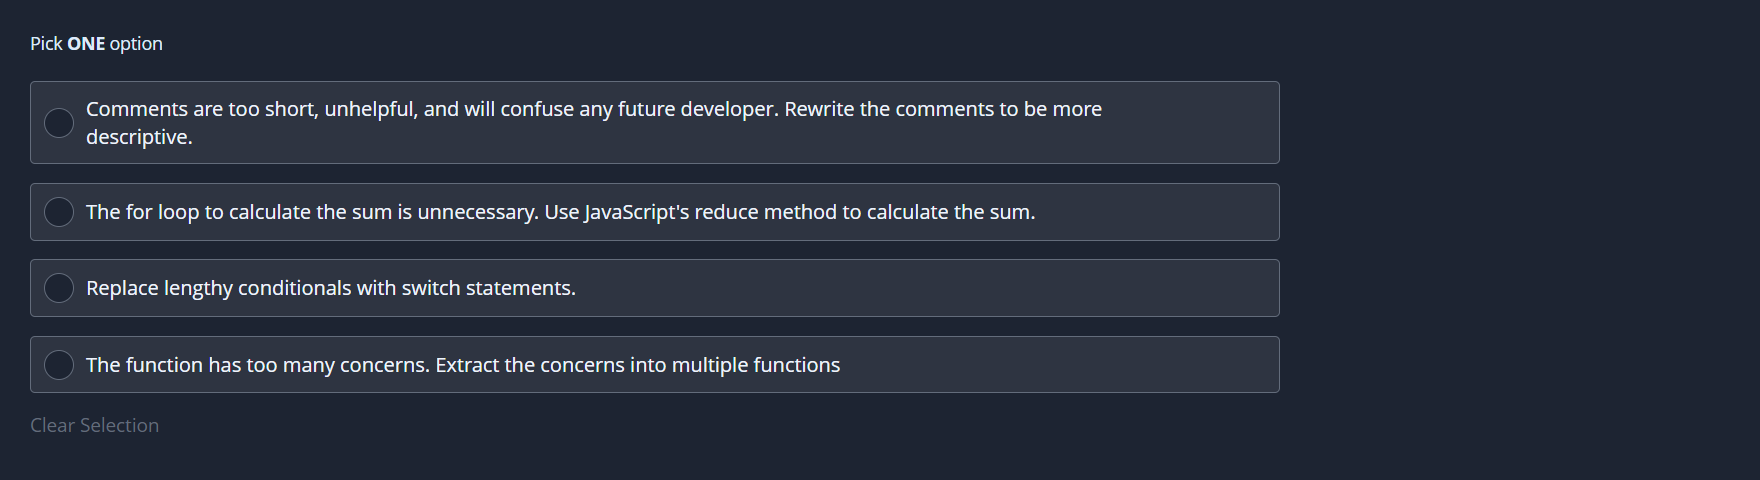 Pick ONE option
Comments are too short, unhelpful, and will confuse any future developer. Rewrite the comments to be more
descriptive.
The for loop to calculate the sum is unnecessary. Use JavaScript's reduce method to calculate the sum.
Replace lengthy conditionals with switch statements.
The function has too many concerns. Extract the concerns into multiple functions
Clear Selection